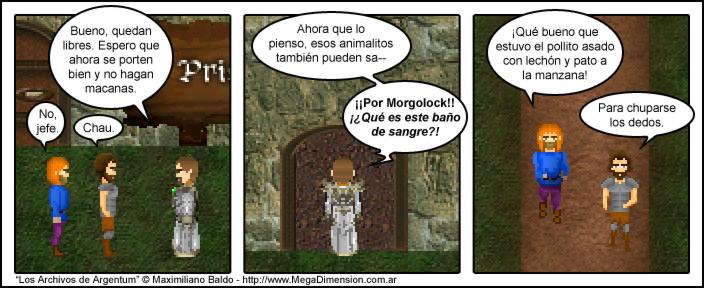 Bueno, quedan
libres. Espero que
ahora se porten
bien y no hagan
macanas.
Pris
No,
jefe.
Chau.
Ahora que lo
pienso, esos animalitos
también pueden sa--
¡¡Por Morgolock!!
¡¿Qué es este baño
de sangre?!
¡Qué bueno que
estuvo el pollito asado
con lechón y pato a
la manzana!
Para chuparse
los dedos.
“Los Archivos de Argentum” © Maximiliano Baldo - http://www.MegaDimension.com.ar